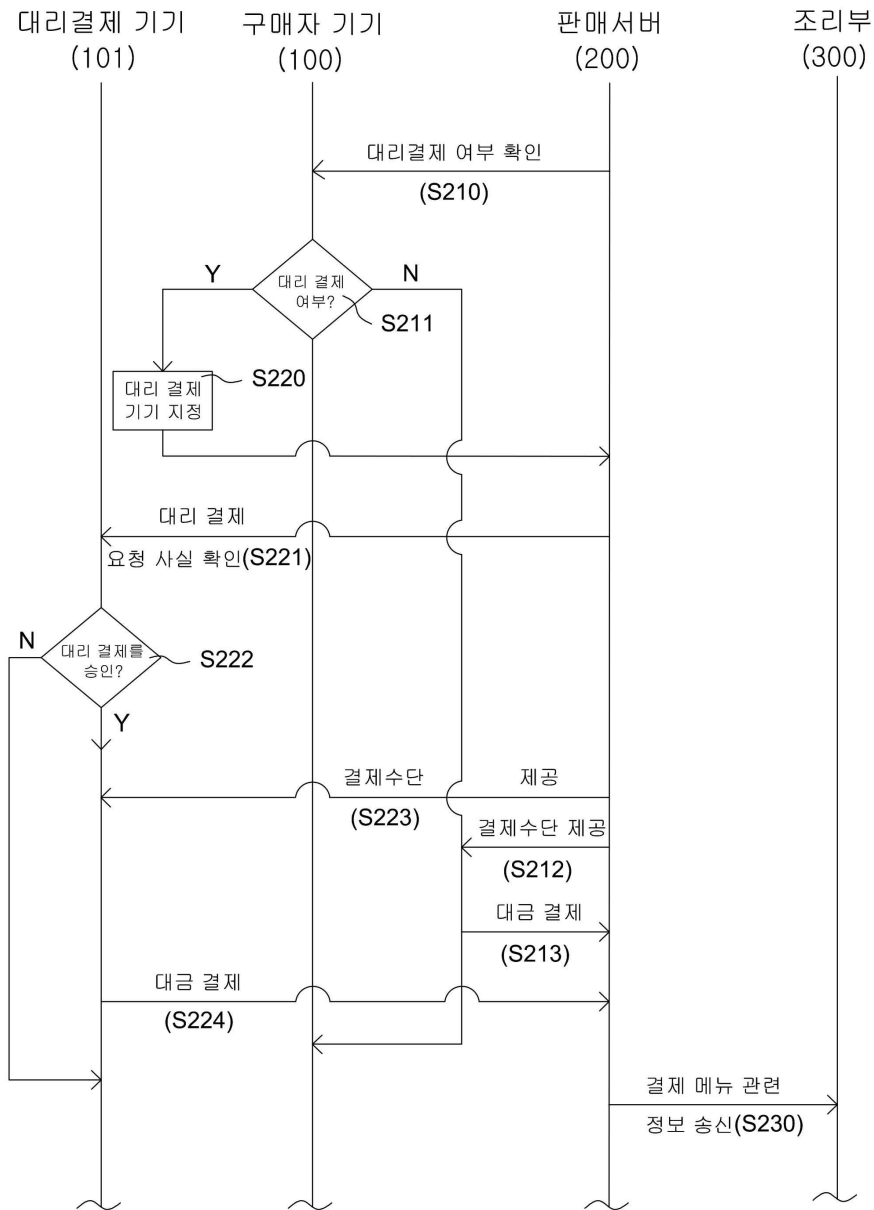 대리결제 기기
(101)
구매자 기기
(100)
판매서버
(200)
조리부
(300)
대리결제 여부 확인
(S210)
대리 결제
여부?
Y
N
S211
대리 결제
기기 지정
S220
대리 결제
요청 사실 확인(S221)
대리 결제를
승인?
N
S222
Y
결제수단 제공
(S223)
결제수단 제공
(S212)
대금 결제
(S213)
대금 결제
(S224)
결제 메뉴 관련
정보 송신(S230)